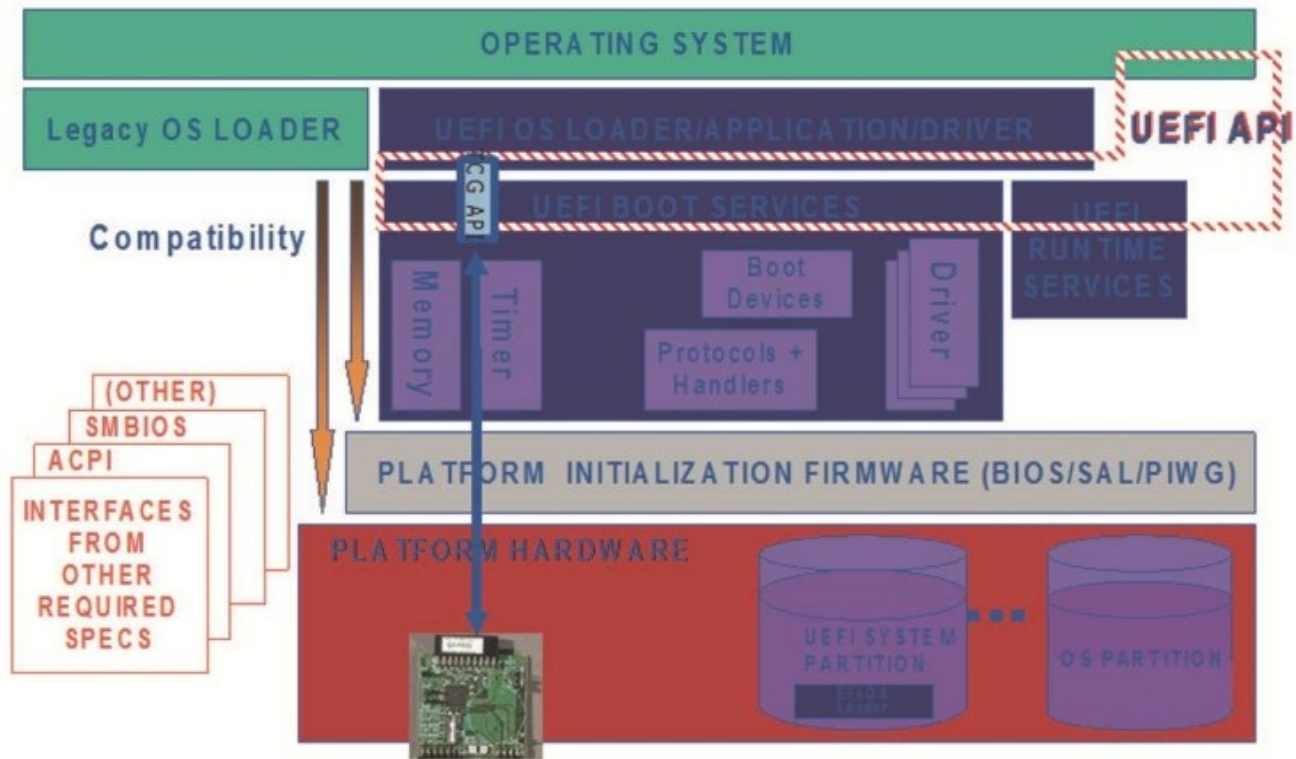 OPERATING SYSTEM
Legacy OS LOADER
UEFI OS LOADER/APPLICATION/DRIVER
UEFI API
TCG API
UEFI BOOT SERVICES
UEFI
RUNTIME
SERVICES
Compatibility
Memory
Timer
Boot
Devices
Protocols +
Handlers
Driver
(OTHER)
SMBIOS
ACPI
INTERFACES
FROM
OTHER
REQUIRED
SPECS
PLATFORM INITIALIZATION FIRMWARE (BIOS/SAL/PIWG)
PLATFORM HARDWARE
UEFI SYSTEM
PARTITION
Loader
OS PARTITION